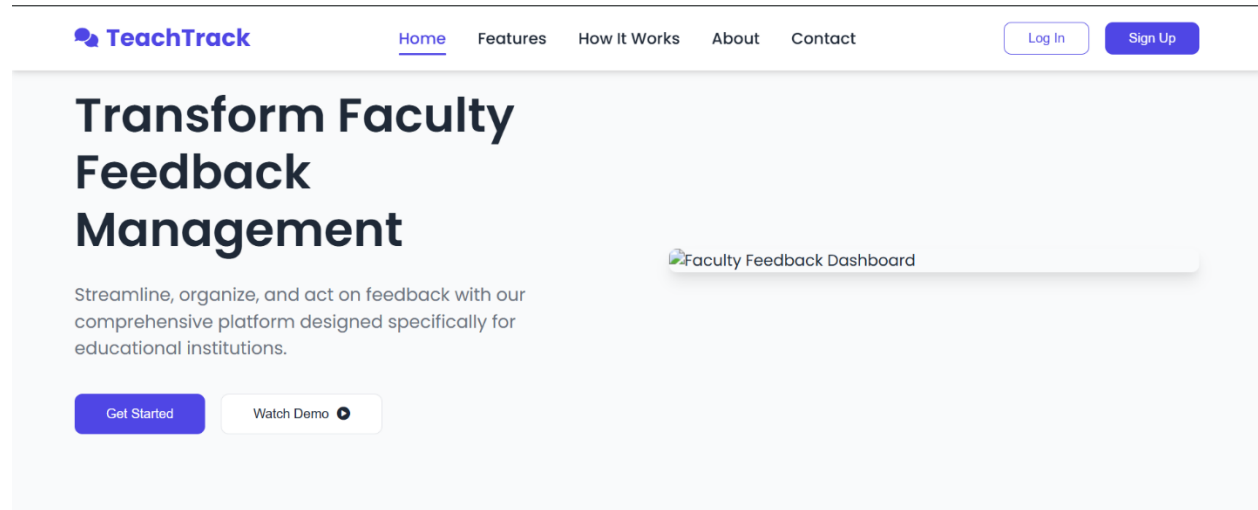 TeachTrack
Home Features How It Works About Contact
Log In Sign Up
Transform Faculty
Feedback
Management
Streamline, organize, and act on feedback with our
comprehensive platform designed specifically for
educational institutions.
Get Started Watch Demo
Faculty Feedback Dashboard